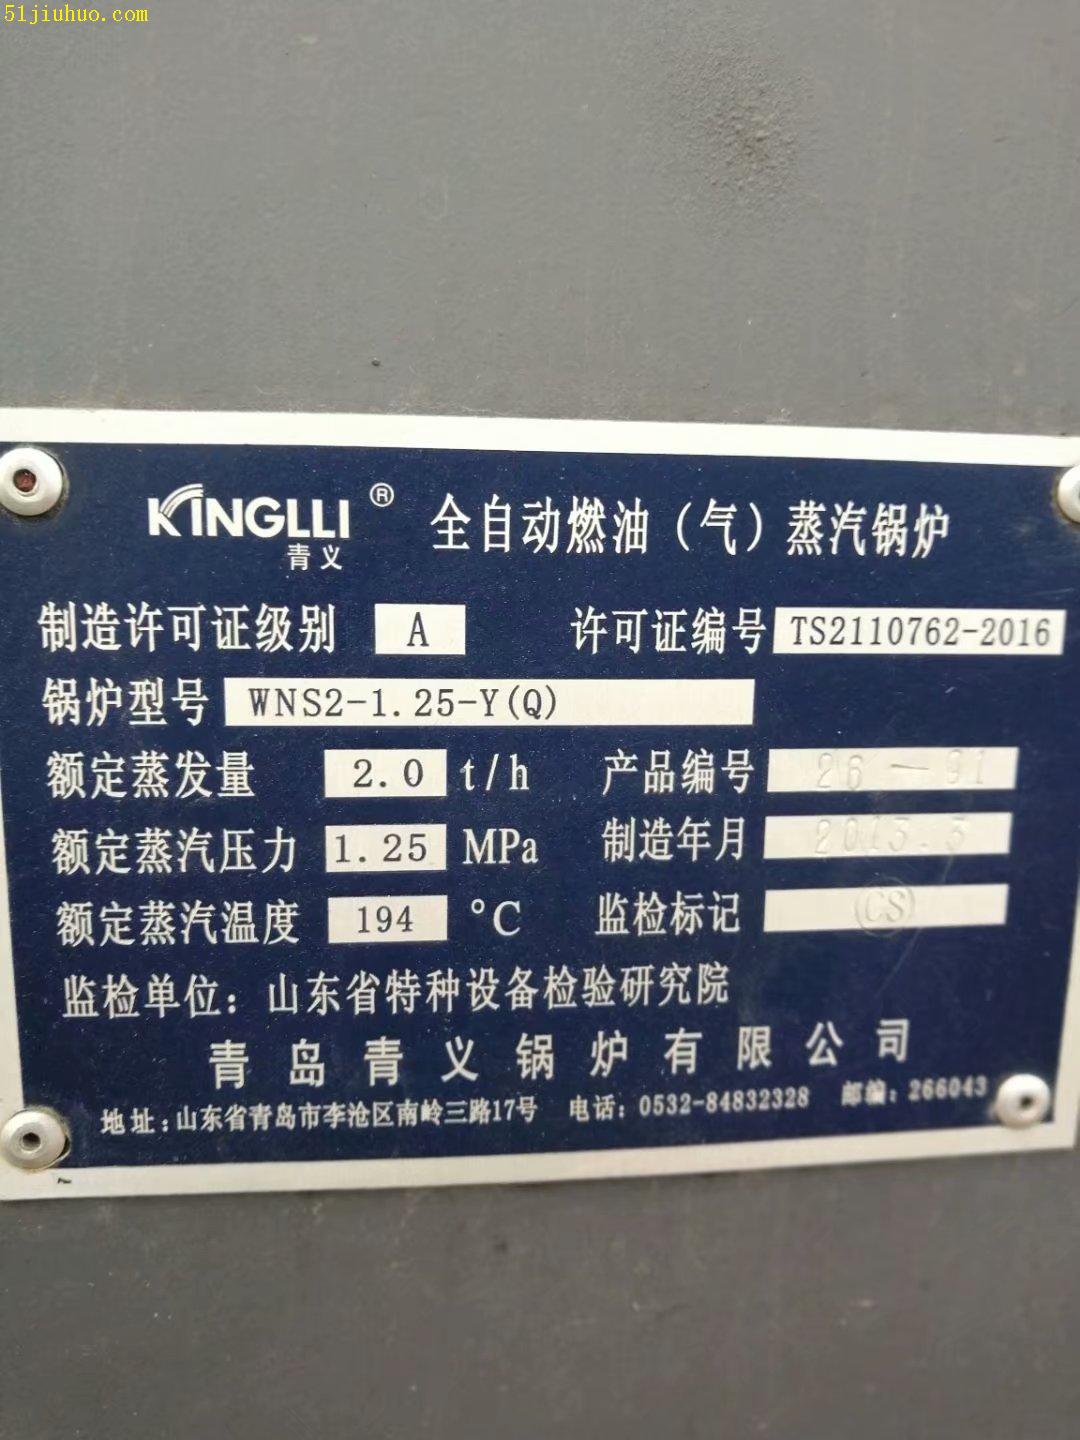 51jiuhuo.com
KINGLLI® 全自动燃油（气）蒸汽锅炉
青义
制造许可证级别 A 许可证编号 TS2110762-2016
锅炉型号 WNS2-1.25-Y(Q)
额定蒸发量 2.0 t/h 产品编号 26—91
额定蒸汽压力 1.25 MPa 制造年月 2013.3
额定蒸汽温度 194 °C 监检标记 CS
监检单位：山东省特种设备检验研究院
青岛青义锅炉有限公司
地址：山东省青岛市李沧区南岭三路17号 电话：0532-84832328 邮编：266043